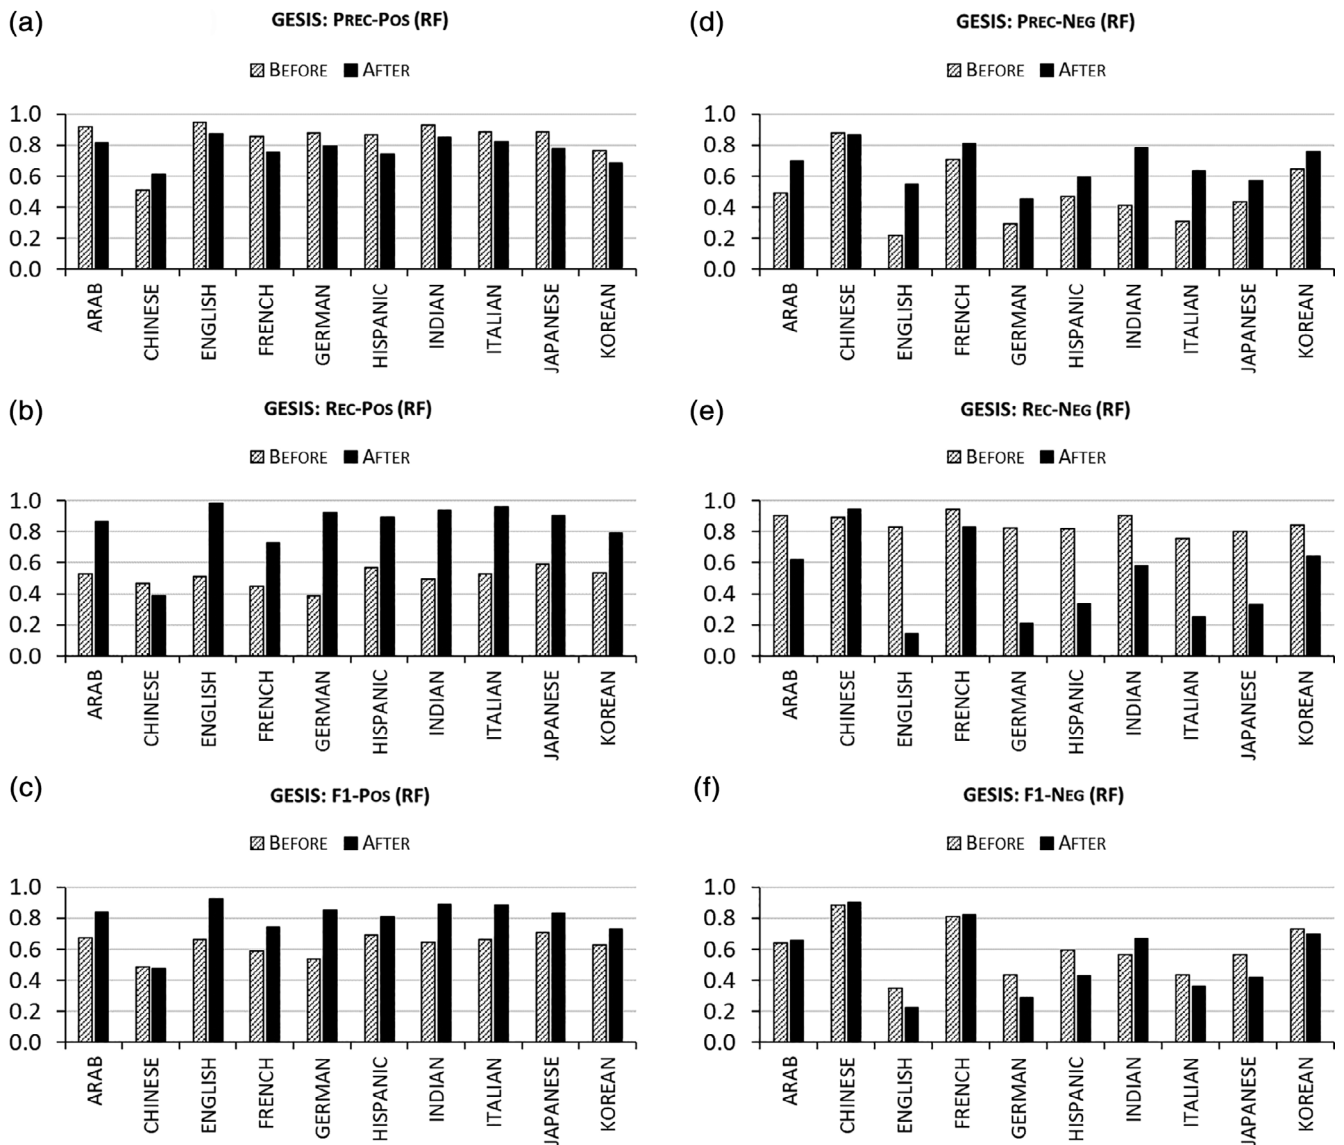 (a) GESIS: PREC-POS (RF)
BEFORE AFTER
1.0
0.8
0.6
0.4
0.2
0.0
ARAB CHINESE ENGLISH FRENCH GERMAN HISPANIC INDIAN ITALIAN JAPANESE KOREAN
(d) GESIS: PREC-NEG (RF)
BEFORE AFTER
1.0
0.8
0.6
0.4
0.2
0.0
ARAB CHINESE ENGLISH FRENCH GERMAN HISPANIC INDIAN ITALIAN JAPANESE KOREAN
(b) GESIS: REC-POS (RF)
BEFORE AFTER
1.0
0.8
0.6
0.4
0.2
0.0
ARAB CHINESE ENGLISH FRENCH GERMAN HISPANIC INDIAN ITALIAN JAPANESE KOREAN
(e) GESIS: REC-NEG (RF)
BEFORE AFTER
1.0
0.8
0.6
0.4
0.2
0.0
ARAB CHINESE ENGLISH FRENCH GERMAN HISPANIC INDIAN ITALIAN JAPANESE KOREAN
(c) GESIS: F1-POS (RF)
BEFORE AFTER
1.0
0.8
0.6
0.4
0.2
0.0
ARAB CHINESE ENGLISH FRENCH GERMAN HISPANIC INDIAN ITALIAN JAPANESE KOREAN
(f) GESIS: F1-NEG (RF)
BEFORE AFTER
1.0
0.8
0.6
0.4
0.2
0.0
ARAB CHINESE ENGLISH FRENCH GERMAN HISPANIC INDIAN ITALIAN JAPANESE KOREAN